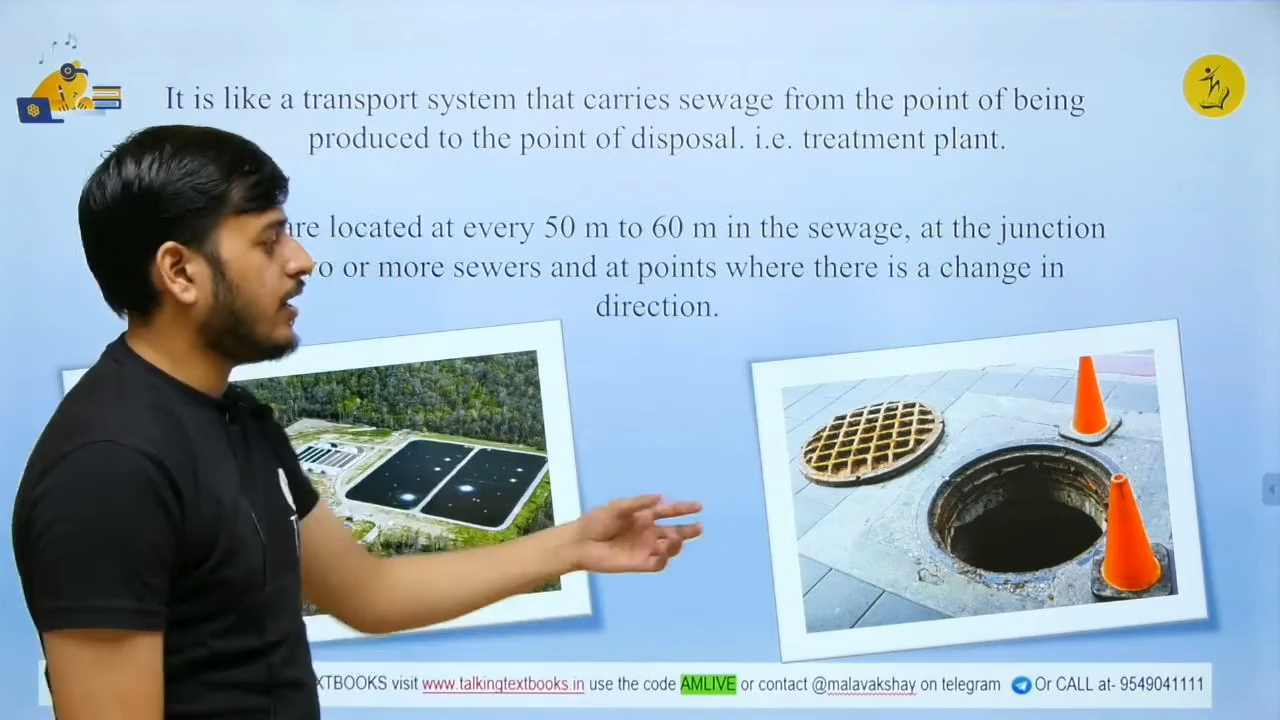 It is like a transport system that carries sewage from the point of being
produced to the point of disposal. i.e. treatment plant.
are located at every 50 m to 60 m in the sewage, at the junction
or more sewers and at points where there is a change in
direction.
visit www.talkingtextbooks.in use the code AMLIVE or contact @malavakshay on telegram Or CALL at- 9549041111